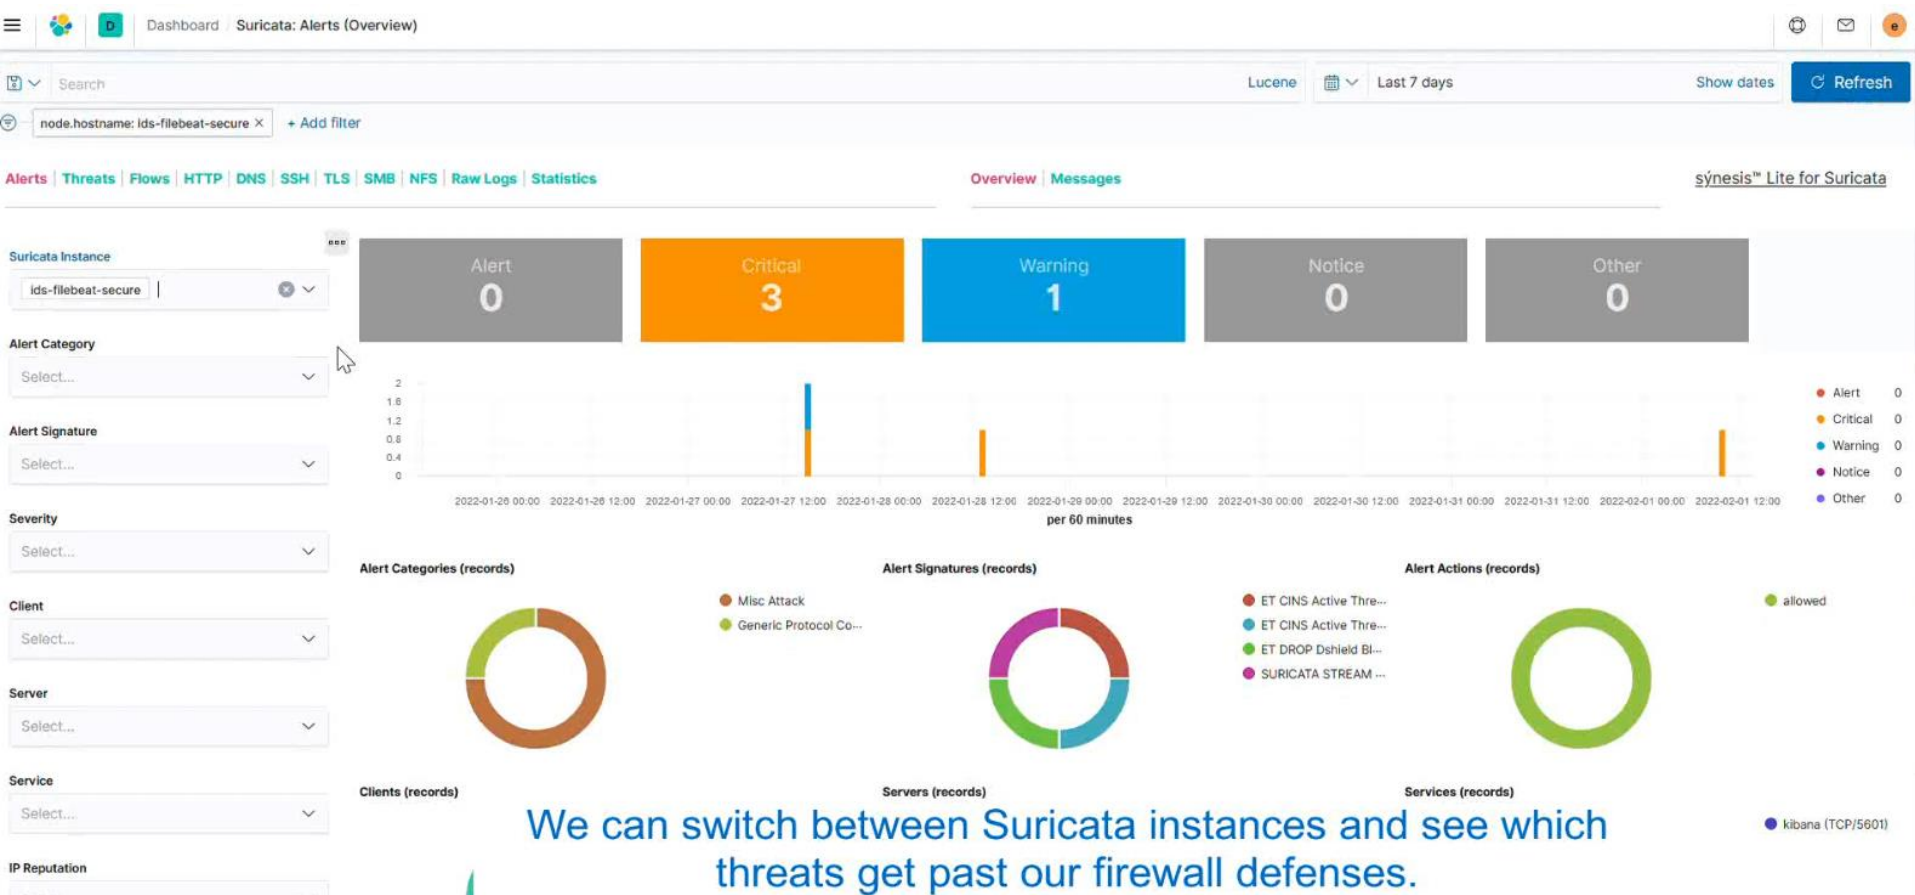 D Dashboard Suricata: Alerts (Overview) e
Search Lucene Last 7 days Show dates Refresh
node.hostname: ids-filebeat-secure × + Add filter
Alerts | Threats | Flows | HTTP | DNS | SSH | TLS | SMB | NFS | Raw Logs | Statistics
Overview | Messages
sýnesis™ Lite for Suricata
Suricata Instance
ids-filebeat-secure
Alert Category
Select...
Alert Signature
Select...
Severity
Select...
Client
Select...
Server
Select...
Service
Select...
IP Reputation
Alert
0
Critical
3
Warning
1
Notice
0
Other
0
2
1.6
1.2
0.8
0.4
0
2022-01-26 00:00 2022-01-26 12:00 2022-01-27 00:00 2022-01-27 12:00 2022-01-28 00:00 2022-01-28 12:00 2022-01-29 00:00 2022-01-29 12:00 2022-01-30 00:00 2022-01-30 12:00 2022-01-31 00:00 2022-01-31 12:00 2022-02-01 00:00 2022-02-01 12:00
per 60 minutes
Alert 0
Critical 0
Warning 0
Notice 0
Other 0
Alert Categories (records)
Misc Attack
Generic Protocol Co...
Alert Signatures (records)
ET CINS Active Thre...
ET CINS Active Thre...
ET DROP Dshield Bl...
SURICATA STREAM ...
Alert Actions (records)
allowed
Clients (records)
Servers (records)
Services (records)
kibana (TCP/5601)
We can switch between Suricata instances and see which
threats get past our firewall defenses.